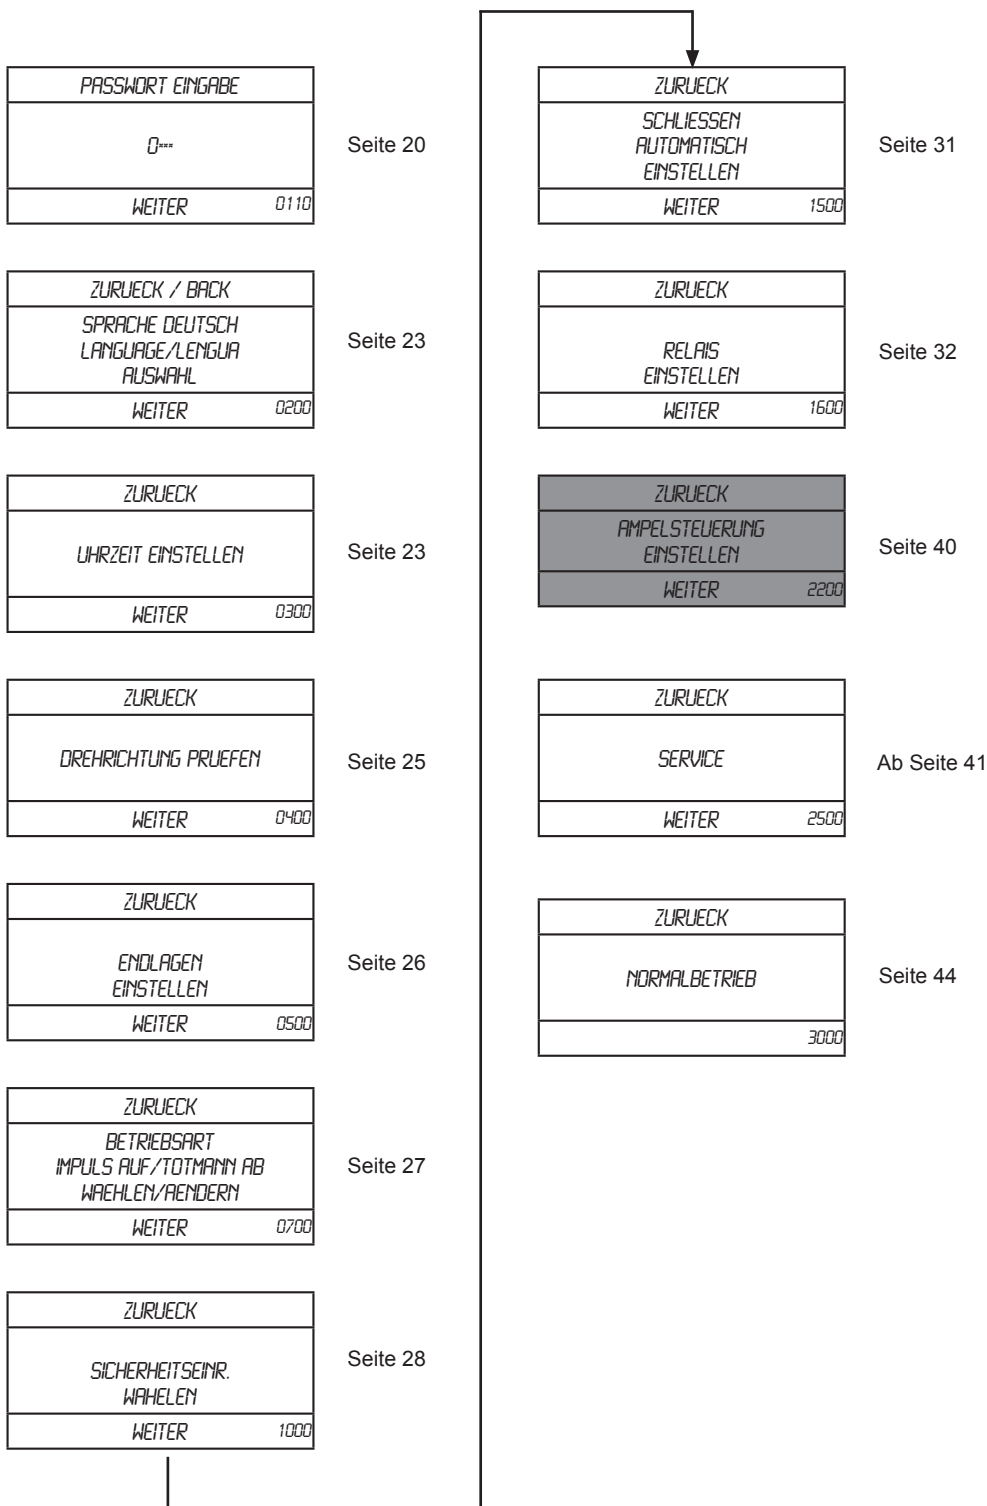 PASSWORT EINGABE
0***
WEITER 0110
Seite 20
ZURUECK / BACK
SPRACHE DEUTSCH
LANGUAGE/LENGUA
AUSWAHL
WEITER 0200
Seite 23
ZURUECK
UHRZEIT EINSTELLEN
WEITER 0300
Seite 23
ZURUECK
DREHRICHTUNG PRUEFEN
WEITER 0400
Seite 25
ZURUECK
ENDLAGEN
EINSTELLEN
WEITER 0500
Seite 26
ZURUECK
BETRIEBSART
IMPULS AUF/TOTMANN AB
WAEHLEN/AENDERN
WEITER 0700
Seite 27
ZURUECK
SICHERHEITSEINR.
WAHELEN
WEITER 1000
Seite 28
ZURUECK
SCHLIESSEN
AUTOMATISCH
EINSTELLEN
WEITER 1500
Seite 31
ZURUECK
RELAIS
EINSTELLEN
WEITER 1600
Seite 32
ZURUECK
AMPELSTEUERUNG
EINSTELLEN
WEITER 2200
Seite 40
ZURUECK
SERVICE
WEITER 2500
Ab Seite 41
ZURUECK
NORMALBETRIEB
3000
Seite 44